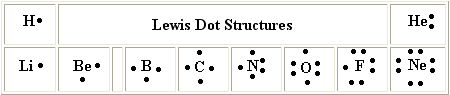 H Lewis Dot Structures He
Li Be B C N O F Ne